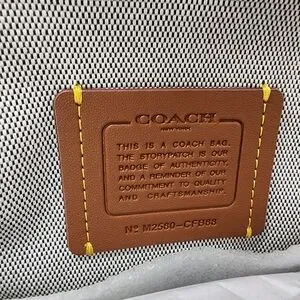 COACH
NEW YORK
THIS IS A COACH BAG.
THE STORYPATCH IS OUR
BADGE OF AUTHENTICITY,
AND A REMINDER OF OUR
COMMITMENT TO QUALITY
AND CRAFTSMANSHIP.
Nº M2580-CFB88